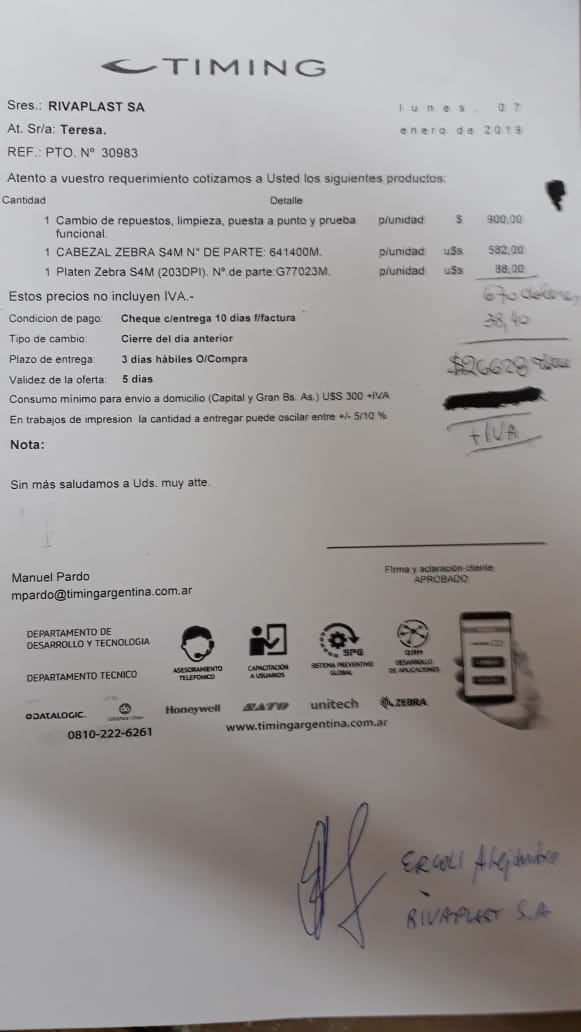 TIMING
Sres.: RIVAPLAST SA
lunes, 07
At. Sr/a: Teresa.
enero de 2019
REF.: PTO. Nº 30983
Atento a vuestro requerimiento cotizamos a Usted los siguientes productos:
Cantidad Detalle
1 Cambio de repuestos, limpieza, puesta a punto y prueba funcional. p/unidad $ 900,00
1 CABEZAL ZEBRA S4M N° DE PARTE: 641400M. p/unidad u$s 582,00
1 Platen Zebra S4M (203DPI). Nº.de parte:G77023M. p/unidad u$s 88,00
Estos precios no incluyen IVA.-
670 dolares
Condicion de pago: Cheque c/entrega 10 dias f/factura
38,40
Tipo de cambio: Cierre del dia anterior
Plazo de entrega: 3 días hábiles O/Compra
$26628
Validez de la oferta: 5 dias
Consumo mínimo para envio a domicilio (Capital y Gran Bs. As.) U$S 300 +IVA
En trabajos de impresion la cantidad a entregar puede oscilar entre +/- 5/10 %
+ IVA
Nota:
Sin más saludamos a Uds. muy atte.
Manuel Pardo
mpardo@timingargentina.com.ar
Firma y aclaración cliente
APROBADO
DEPARTAMENTO DE
DESARROLLO Y TECNOLOGIA
DEPARTAMENTO TECNICO
ASESORAMIENTO
TELEFONICO
CAPACITACIÓN
A USUARIOS
SPG
SISTEMA PREVENTIVO
GLOBAL
DESARROLLO
DE APLICACIONES
DATALOGIC. Honeywell SATO unitech ZEBRA
0810-222-6261
www.timingargentina.com.ar
ERCOLI Alejandro
RIVAPLAST S.A